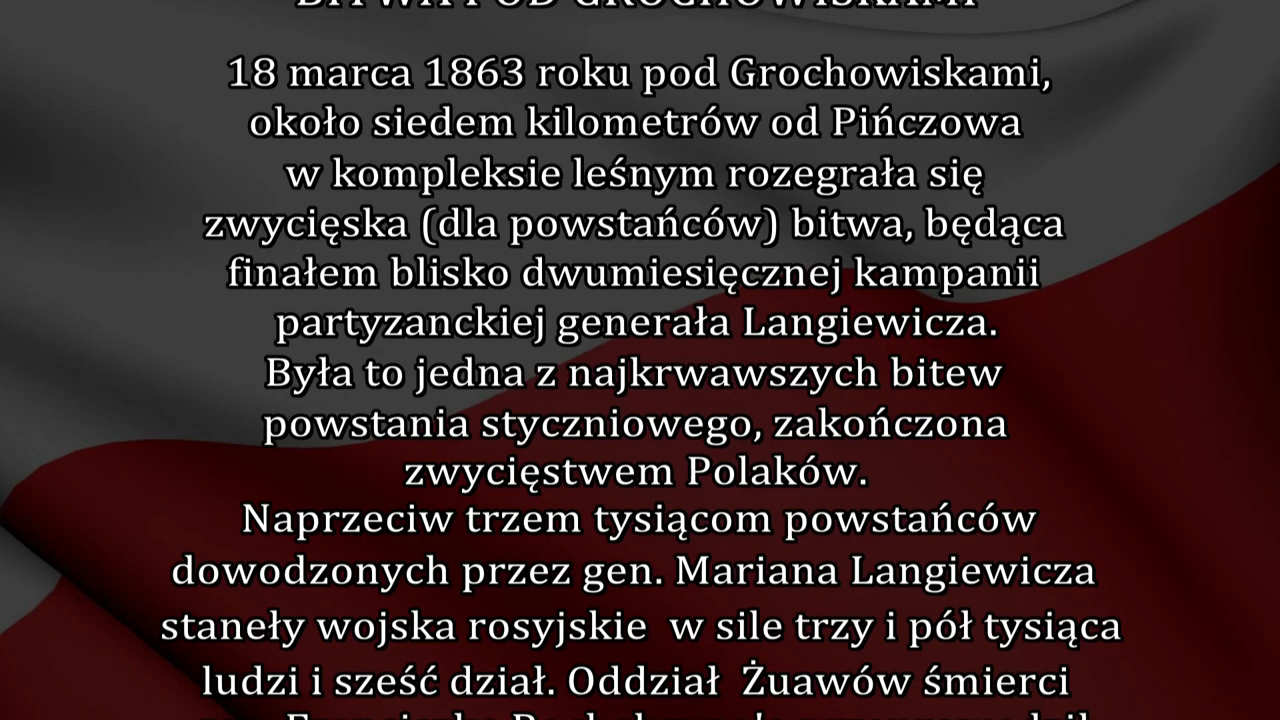 BITWA POD GROCHOWISKAMI
18 marca 1863 roku pod Grochowiskami,
około siedem kilometrów od Pińczowa
w kompleksie leśnym rozegrała się
zwycięska (dla powstańców) bitwa, będąca
finałem blisko dwumiesięcznej kampanii
partyzanckiej generała Langiewicza.
Była to jedna z najkrwawszych bitew
powstania styczniowego, zakończona
zwycięstwem Polaków.
Naprzeciw trzem tysiącom powstańców
dowodzonych przez gen. Mariana Langiewicza
staneły wojska rosyjskie w sile trzy i pół tysiąca
ludzi i sześć dział. Oddział Żuawów śmierci